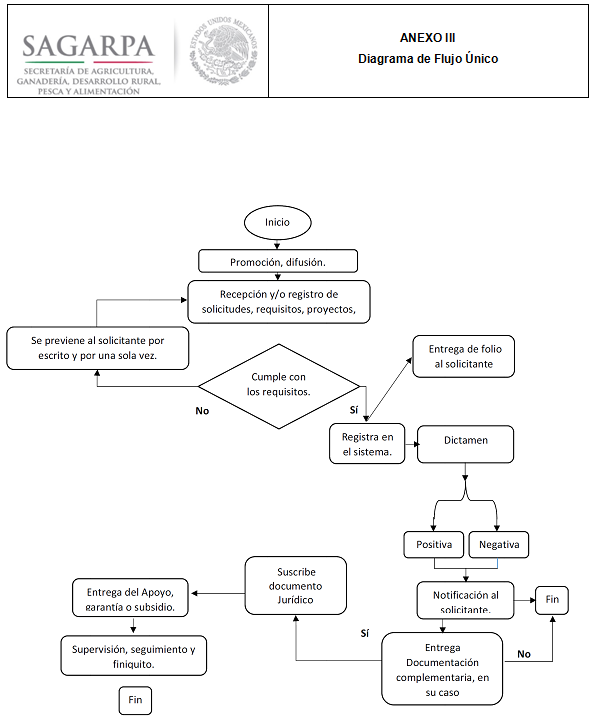 SAGARPA
SECRETARÍA DE AGRICULTURA,
GANADERÍA, DESARROLLO RURAL,
PESCA Y ALIMENTACIÓN
ESTADOS UNIDOS MEXICANOS
ANEXO III
Diagrama de Flujo Único
Inicio
Promoción, difusión.
Recepción y/o registro de
solicitudes, requisitos, proyectos,
Se previene al solicitante por
escrito y por una sola vez.
Cumple con
los requisitos.
No
Sí
Entrega de folio
al solicitante
Registra en
el sistema.
Dictamen
Positiva
Negativa
Notificación al
solicitante.
Fin
Entrega
Documentación
complementaria, en
su caso
No
Sí
Suscribe
documento
Jurídico
Entrega del Apoyo,
garantía o subsidio.
Supervisión, seguimiento y
finiquito.
Fin